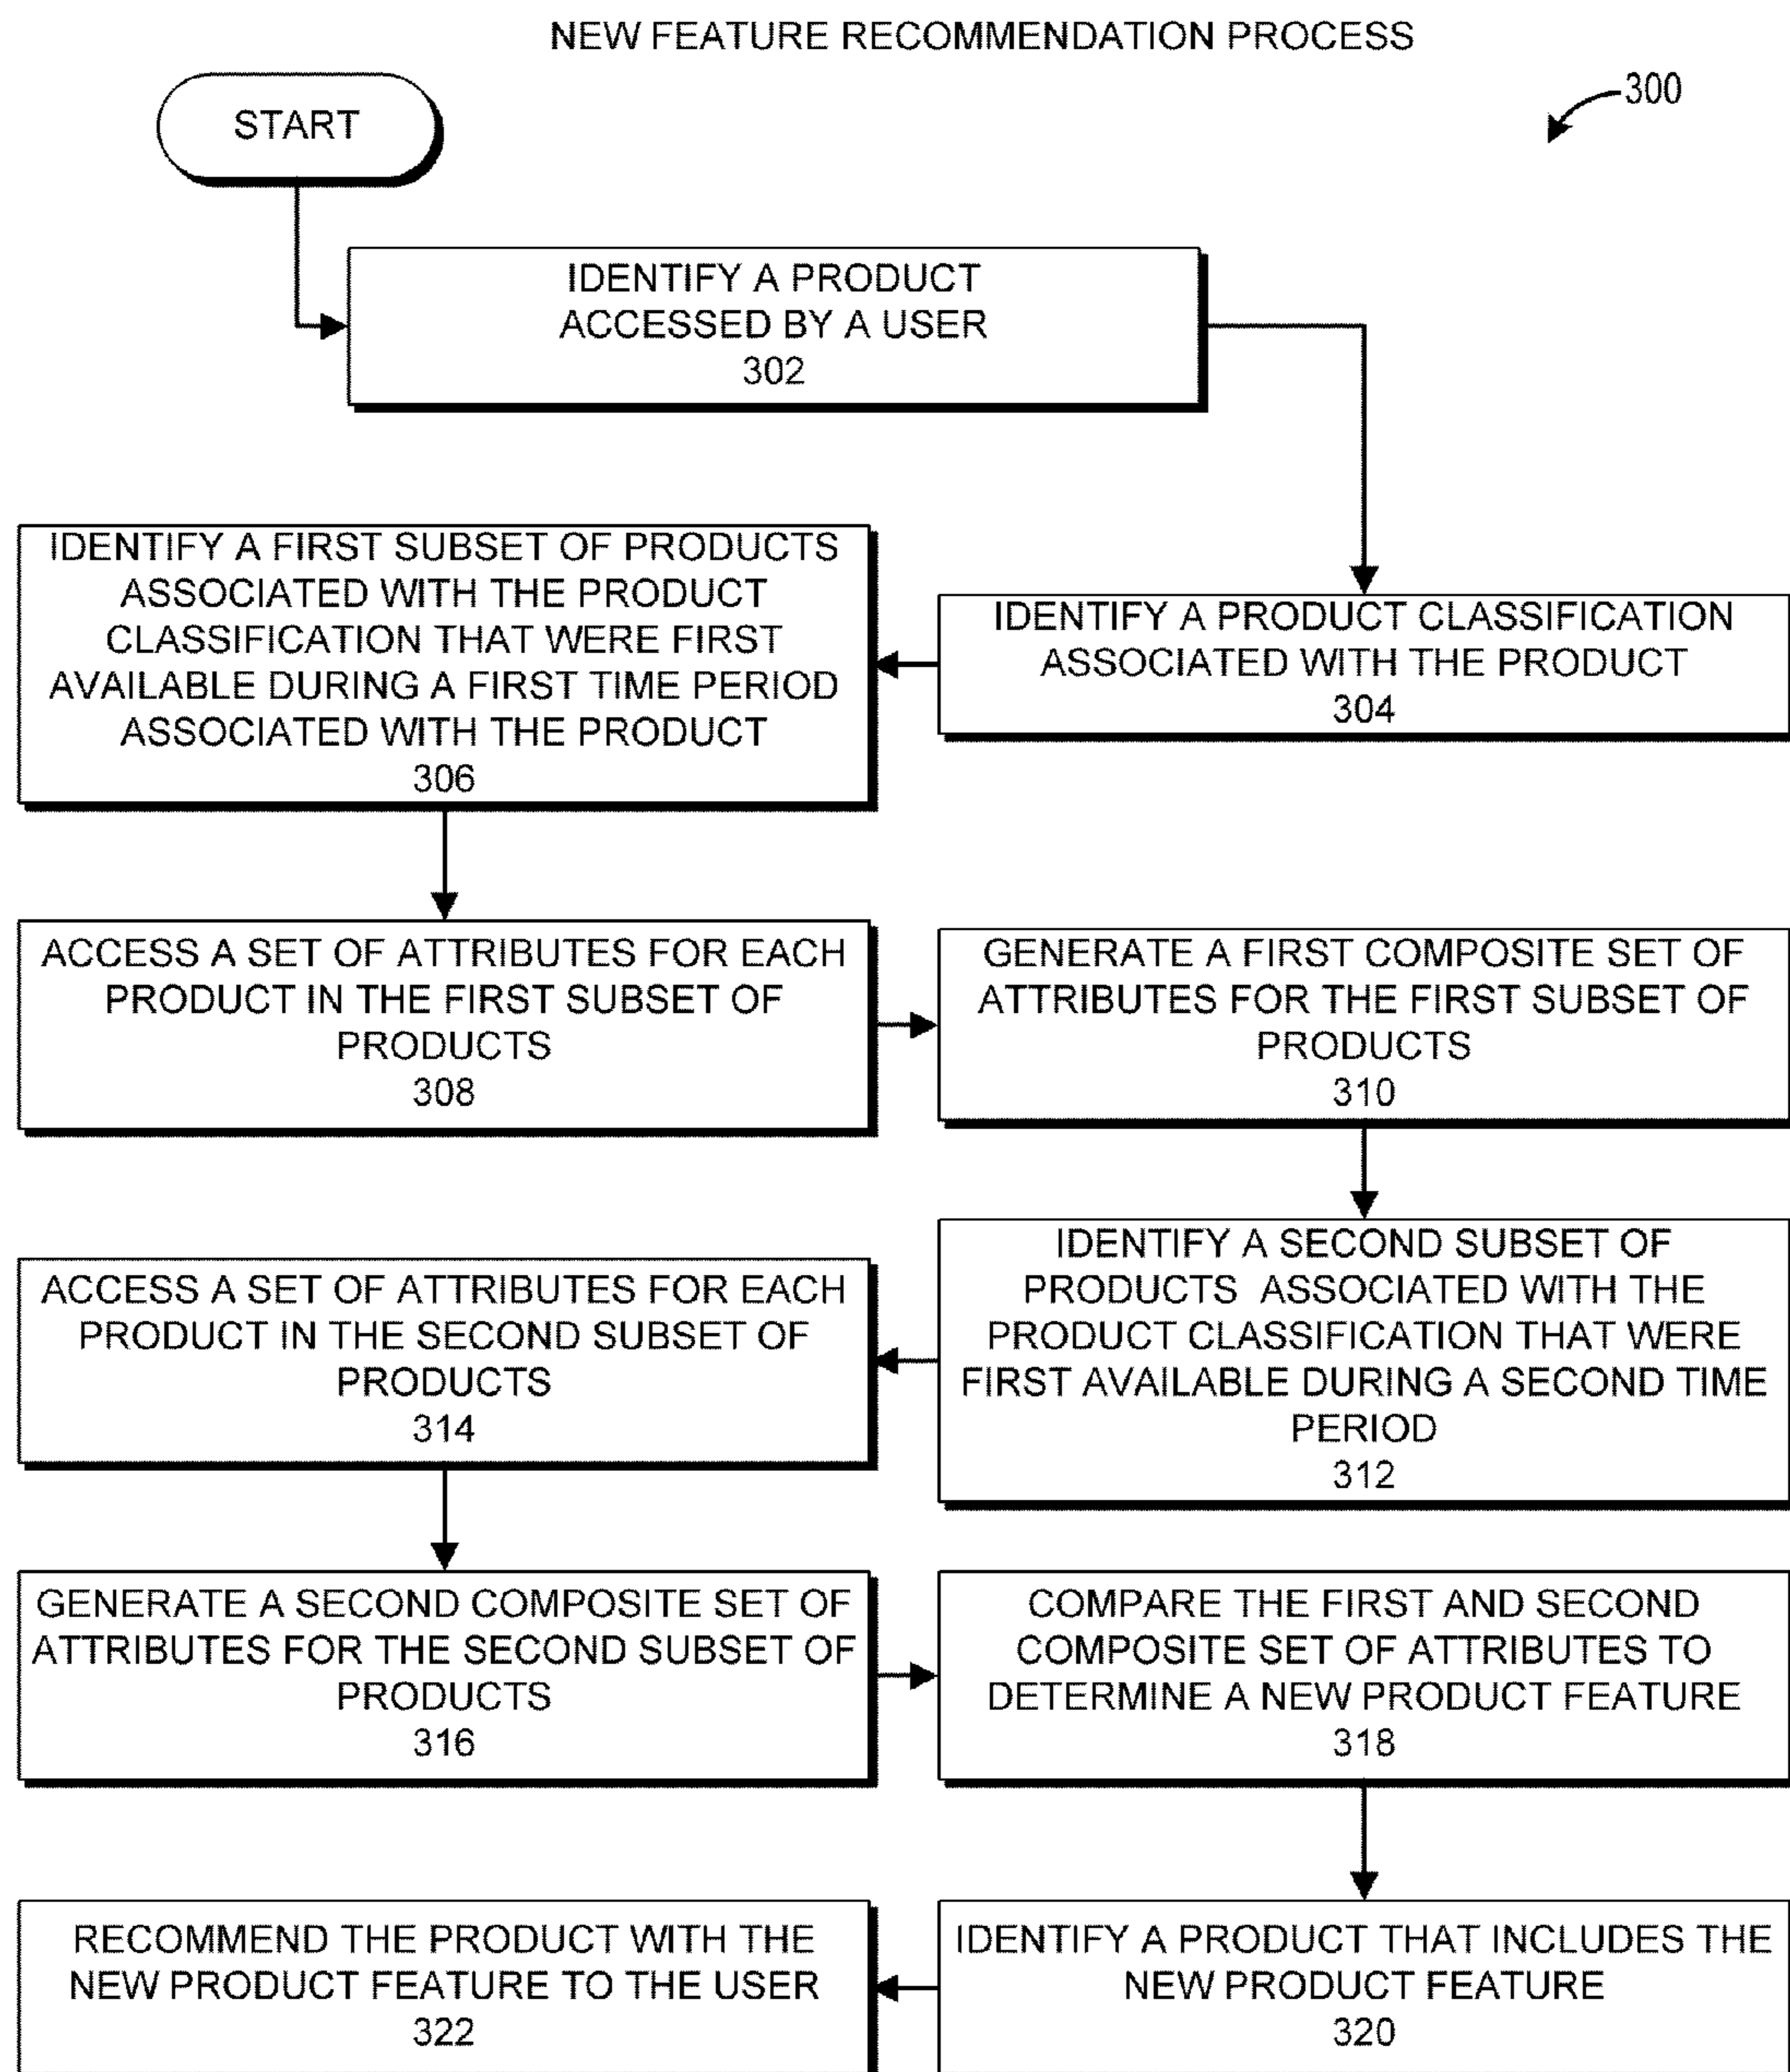 NEW FEATURE RECOMMENDATION PROCESS
300
START
IDENTIFY A PRODUCT
ACCESSED BY A USER
302
IDENTIFY A PRODUCT CLASSIFICATION
ASSOCIATED WITH THE PRODUCT
304
IDENTIFY A FIRST SUBSET OF PRODUCTS
ASSOCIATED WITH THE PRODUCT
CLASSIFICATION THAT WERE FIRST
AVAILABLE DURING A FIRST TIME PERIOD
ASSOCIATED WITH THE PRODUCT
306
ACCESS A SET OF ATTRIBUTES FOR EACH
PRODUCT IN THE FIRST SUBSET OF
PRODUCTS
308
GENERATE A FIRST COMPOSITE SET OF
ATTRIBUTES FOR THE FIRST SUBSET OF
PRODUCTS
310
IDENTIFY A SECOND SUBSET OF
PRODUCTS ASSOCIATED WITH THE
PRODUCT CLASSIFICATION THAT WERE
FIRST AVAILABLE DURING A SECOND TIME
PERIOD
312
ACCESS A SET OF ATTRIBUTES FOR EACH
PRODUCT IN THE SECOND SUBSET OF
PRODUCTS
314
GENERATE A SECOND COMPOSITE SET OF
ATTRIBUTES FOR THE SECOND SUBSET OF
PRODUCTS
316
COMPARE THE FIRST AND SECOND
COMPOSITE SET OF ATTRIBUTES TO
DETERMINE A NEW PRODUCT FEATURE
318
IDENTIFY A PRODUCT THAT INCLUDES THE
NEW PRODUCT FEATURE
320
RECOMMEND THE PRODUCT WITH THE
NEW PRODUCT FEATURE TO THE USER
322